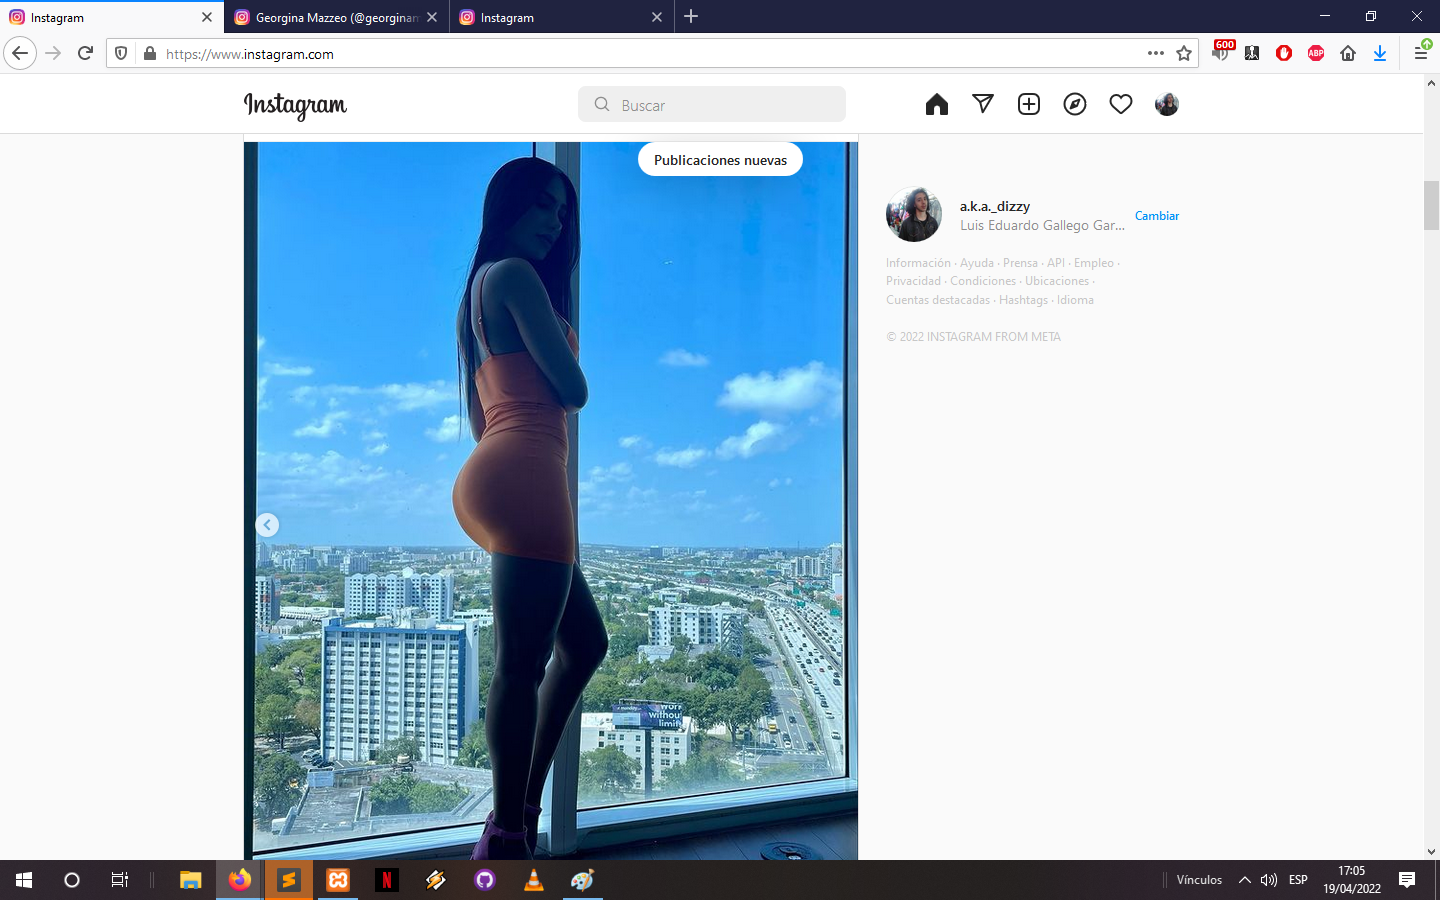 Instagram
Georgina Mazzeo (@georginam
Instagram
https://www.instagram.com
600
ABP
Instagram
Buscar
Publicaciones nuevas
a.k.a._dizzy
Luis Eduardo Gallego Gar...
Cambiar
Información · Ayuda · Prensa · API · Empleo ·
Privacidad · Condiciones · Ubicaciones ·
Cuentas destacadas · Hashtags · Idioma
© 2022 INSTAGRAM FROM META
monday
work
without
limits
N
Vínculos
ESP
17:05
19/04/2022